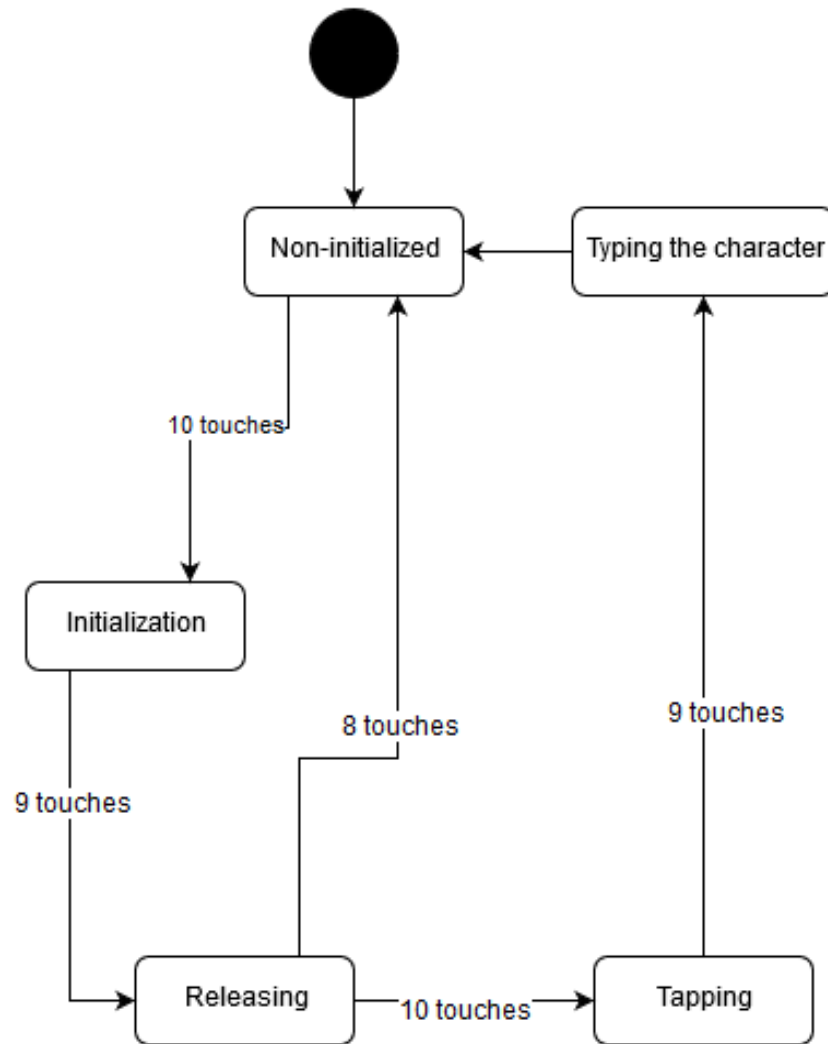 Non-initialized
Typing the character
10 touches
Initialization
8 touches
9 touches
9 touches
Releasing
10 touches
Tapping